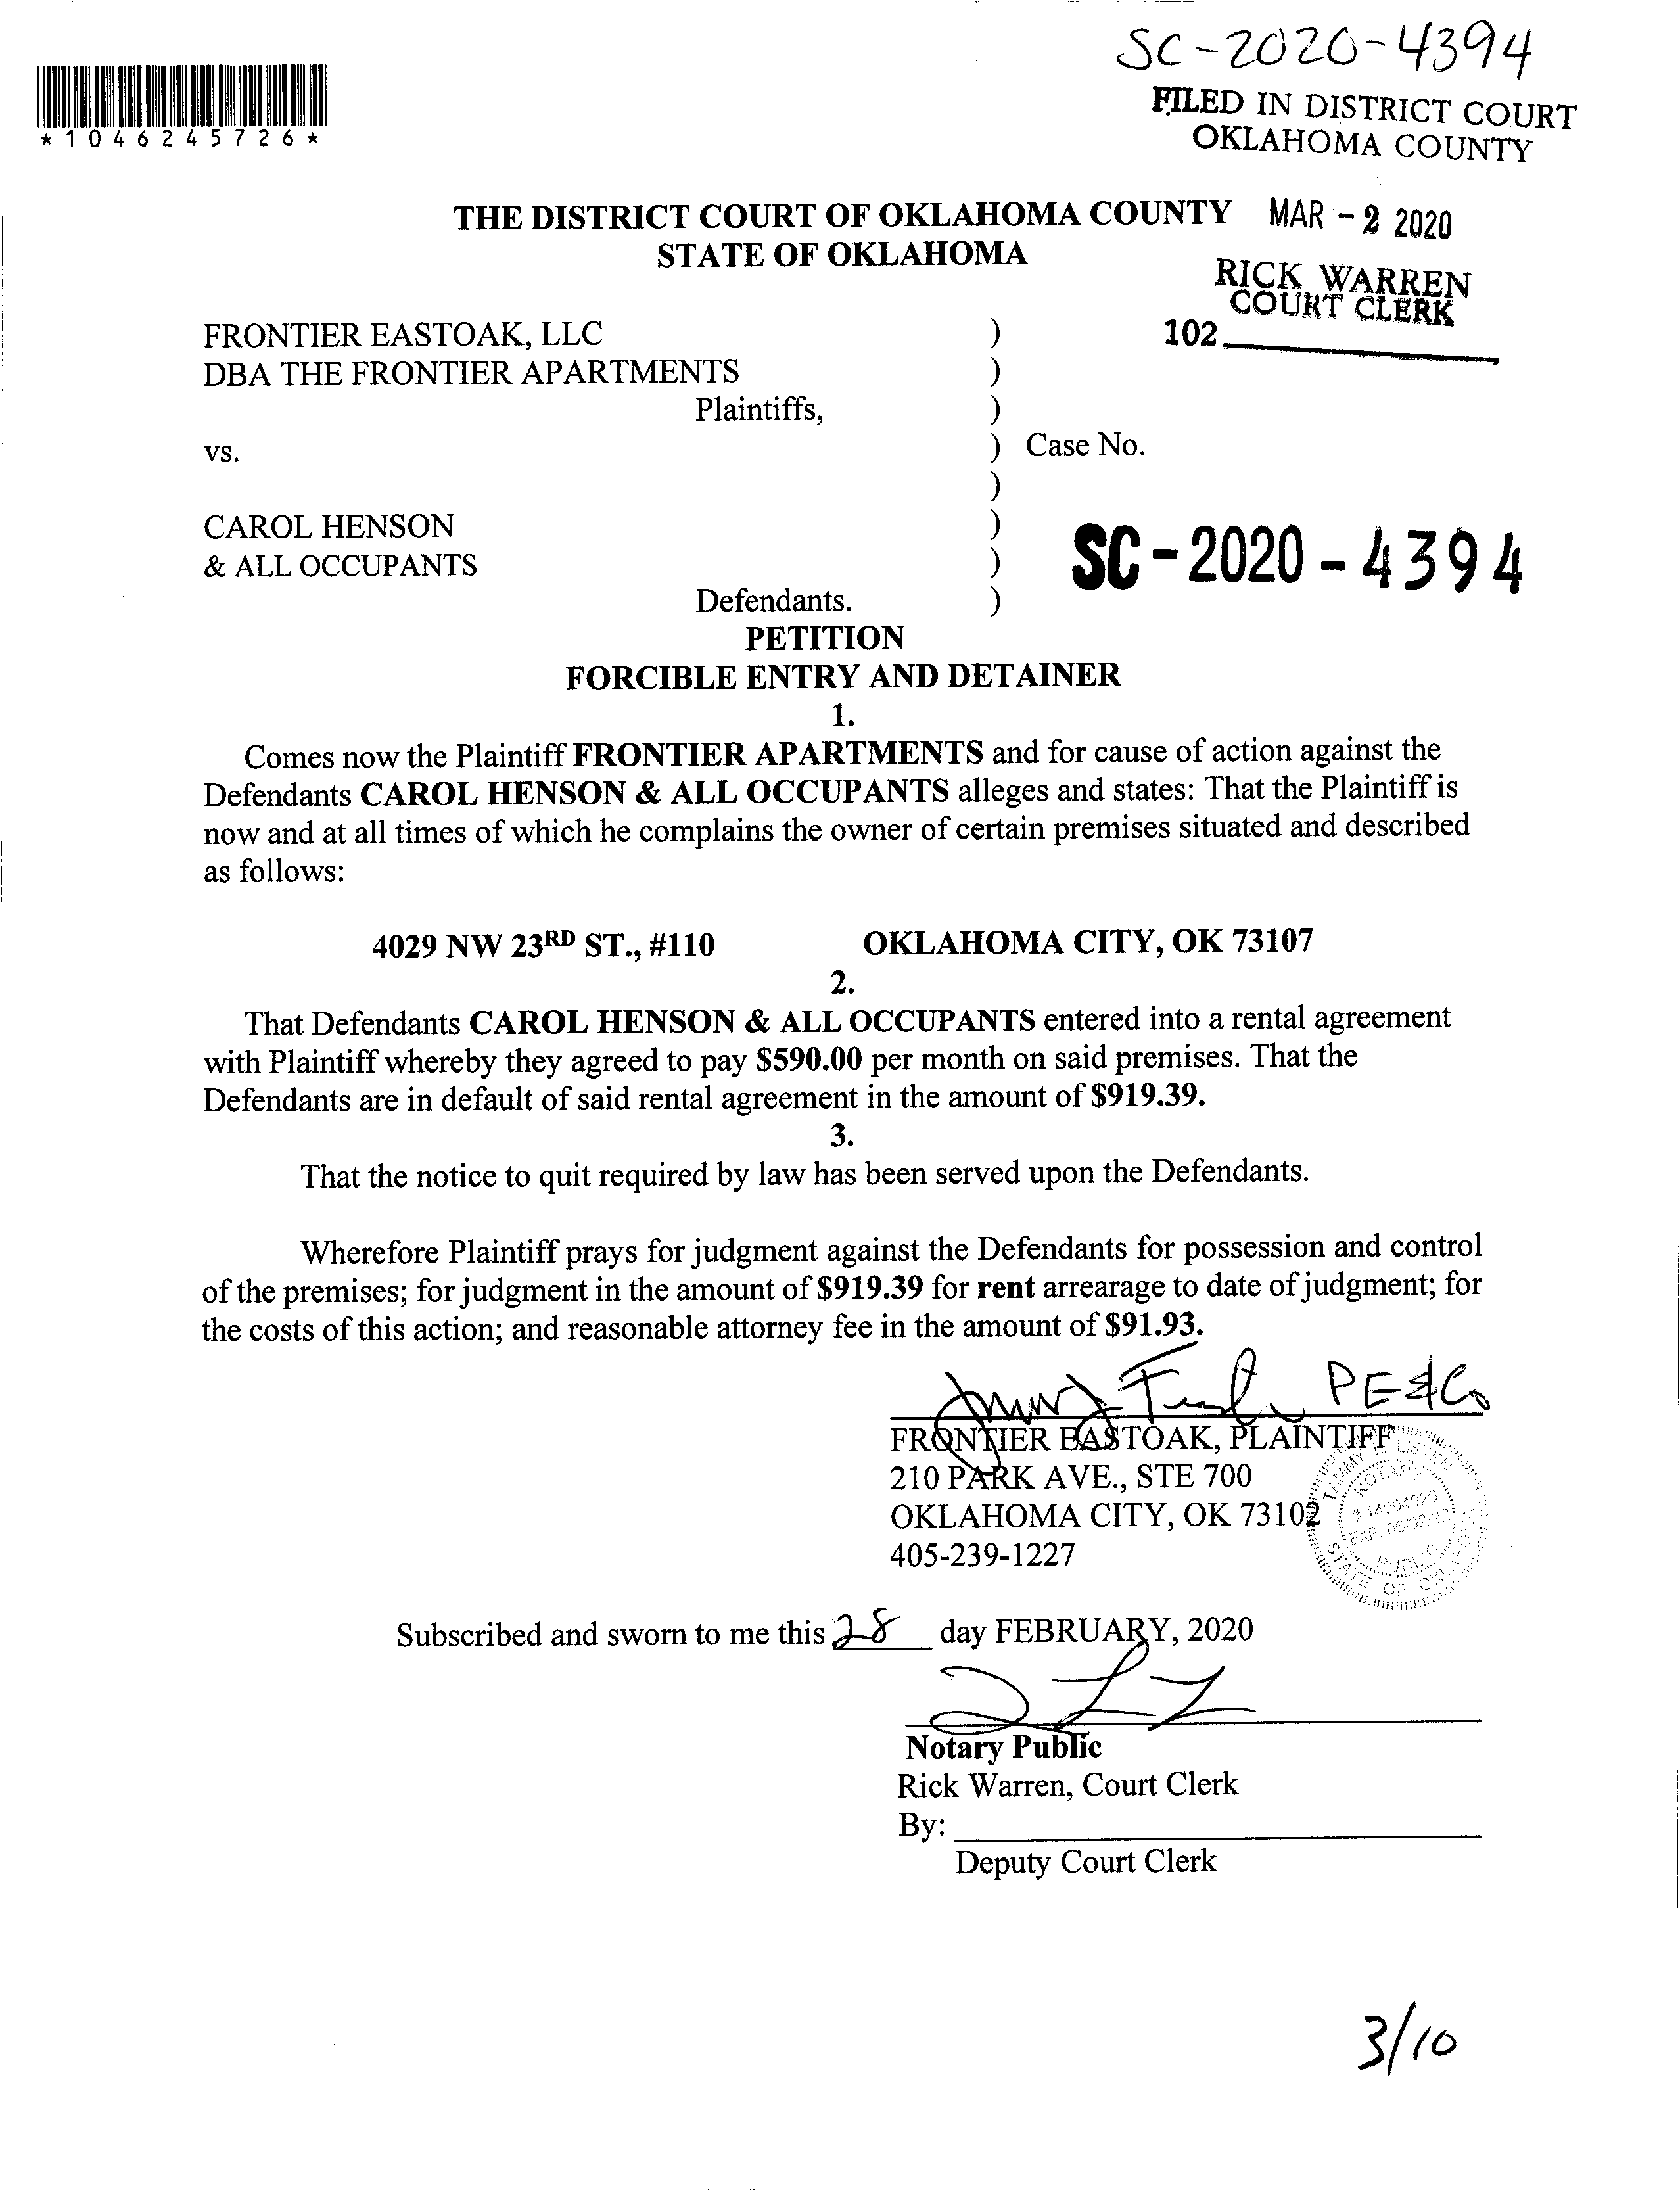 SC-2020-4394
*1046245726*
FILED IN DISTRICT COURT
OKLAHOMA COUNTY
THE DISTRICT COURT OF OKLAHOMA COUNTY MAR - 2 2020
STATE OF OKLAHOMA
RICK WARREN
COURT CLERK
102
FRONTIER EASTOAK, LLC )
DBA THE FRONTIER APARTMENTS )
Plaintiffs, )
vs. ) Case No.
)
CAROL HENSON )
& ALL OCCUPANTS ) SC-2020-4394
Defendants. )
PETITION
FORCIBLE ENTRY AND DETAINER
1.
Comes now the Plaintiff FRONTIER APARTMENTS and for cause of action against the
Defendants CAROL HENSON & ALL OCCUPANTS alleges and states: That the Plaintiff is
now and at all times of which he complains the owner of certain premises situated and described
as follows:
4029 NW 23RD ST., #110 OKLAHOMA CITY, OK 73107
2.
That Defendants CAROL HENSON & ALL OCCUPANTS entered into a rental agreement
with Plaintiff whereby they agreed to pay $590.00 per month on said premises. That the
Defendants are in default of said rental agreement in the amount of $919.39.
3.
That the notice to quit required by law has been served upon the Defendants.
Wherefore Plaintiff prays for judgment against the Defendants for possession and control
of the premises; for judgment in the amount of $919.39 for rent arrearage to date of judgment; for
the costs of this action; and reasonable attorney fee in the amount of $91.93.
PE&Co
FRONTIER EASTOAK, PLAINTIFF
210 PARK AVE., STE 700
OKLAHOMA CITY, OK 73102
405-239-1227
TAMMY L LISTEN
NOTARY
# 14004026
PUBLIC
STATE OF OKLAHOMA
Subscribed and sworn to me this 28 day FEBRUARY, 2020
Notary Public
Rick Warren, Court Clerk
By:
Deputy Court Clerk
3/10